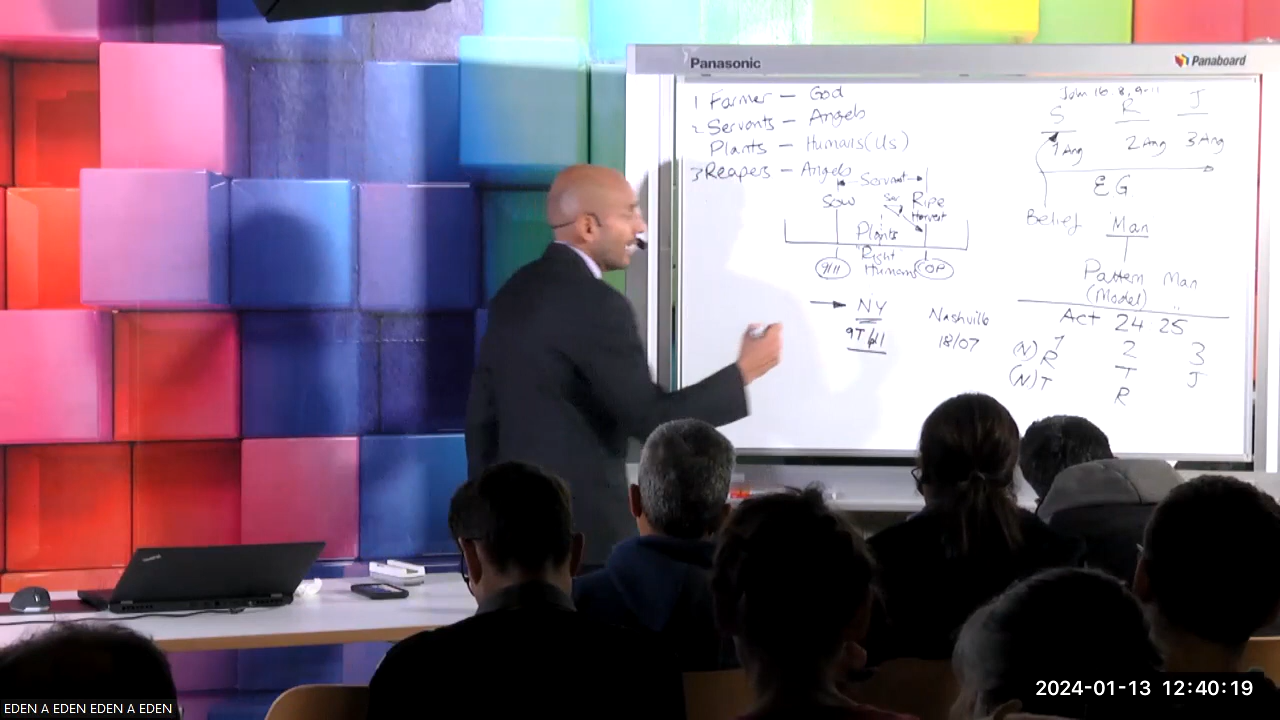 Panasonic
Panaboard
1 Farmer — God
2 Servants — Angels
Plants — Humans (Us)
3 Reapers — Angels
Servant
Sow
Ripe
Harvest
Plants
Right
Humans
9/11
NY
Nashville
18/07
John 16. 8, 9-11
S R J
1 Ang 2 Ang 3 Ang
EG
Belief Man
Pattern Man
(Model)
Act 24 25
1 2 3
(N) R T J
(N) T R
EDEN A EDEN EDEN A EDEN
2024-01-13 12:40:19